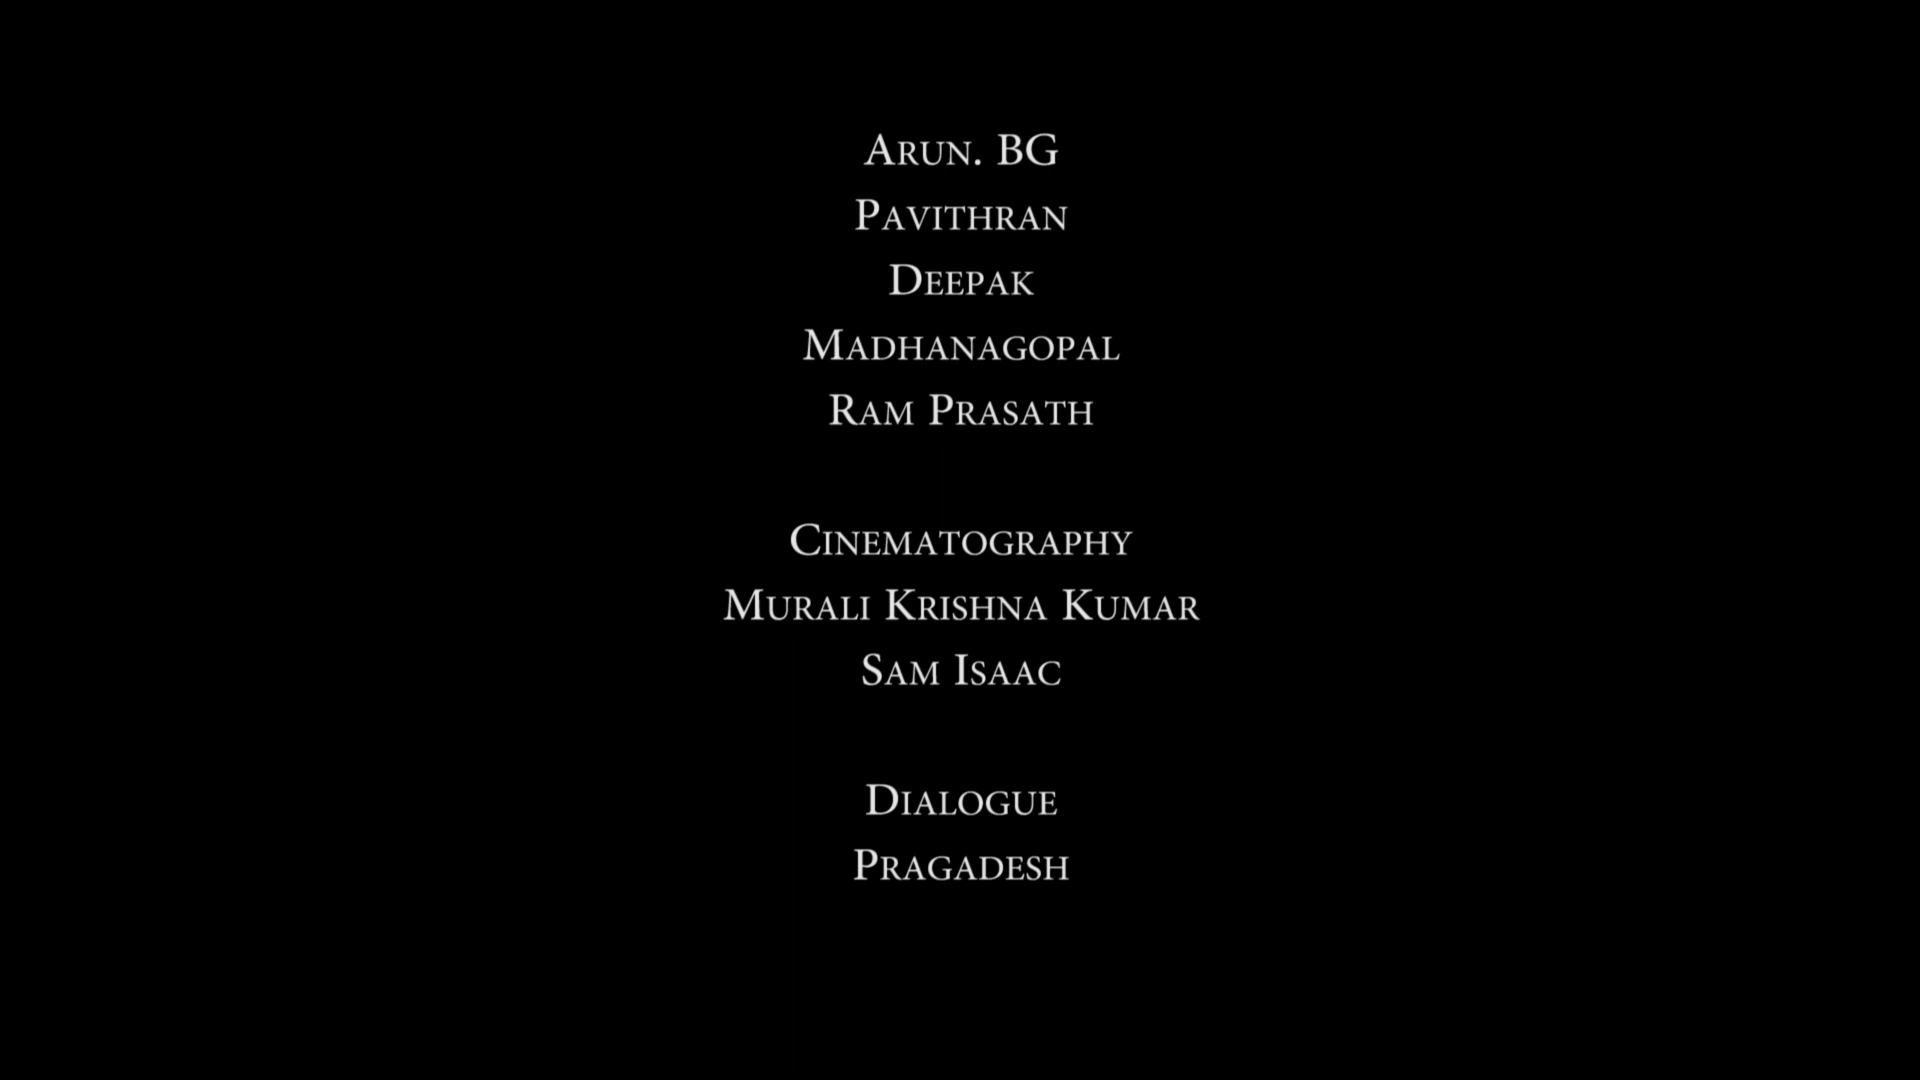 Arun. BG
Pavithran
Deepak
Madhanagopal
Ram Prasath
Cinematography
Murali Krishna Kumar
Sam Isaac
Dialogue
Pragadesh